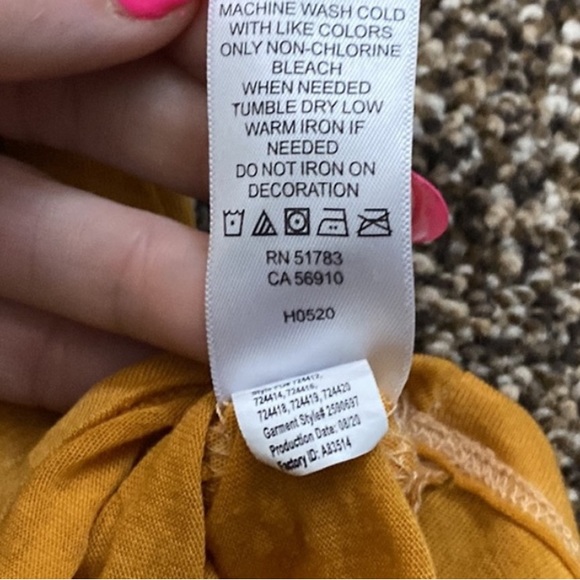 MACHINE WASH COLD
WITH LIKE COLORS
ONLY NON-CHLORINE
BLEACH
WHEN NEEDED
TUMBLE DRY LOW
WARM IRON IF
NEEDED
DO NOT IRON ON
DECORATION
RN 51783
CA 56910
H0520
724414, 724416,
724418, 724419, 724420
Garment Style# 2590697
Production Date: 08/20
Factory ID: A83514